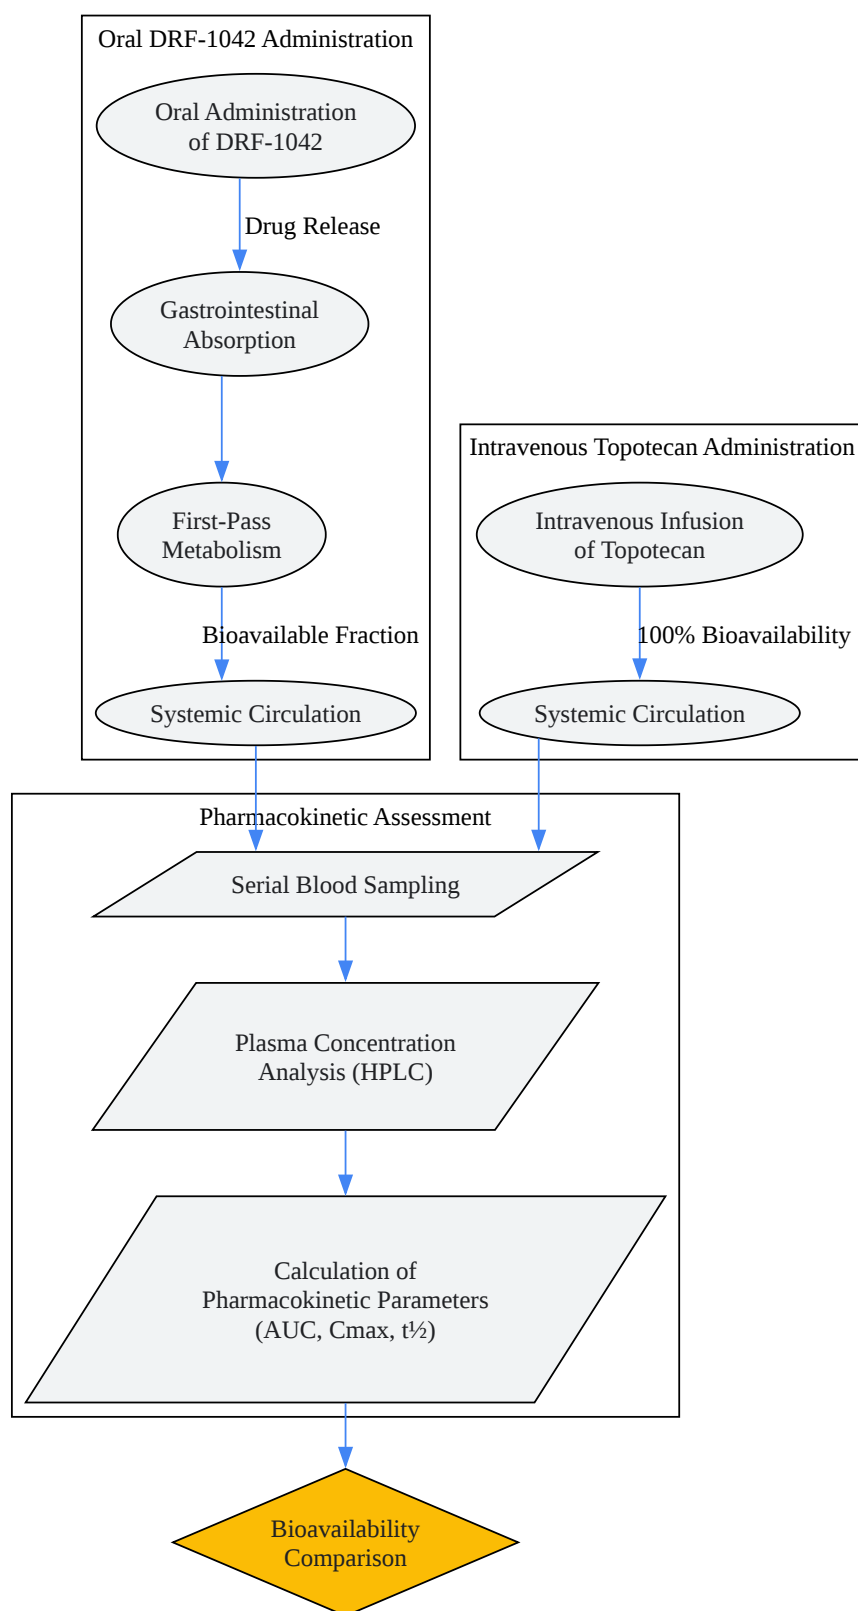 Oral DRF-1042 Administration
Oral Administration
of DRF-1042
Drug Release
Gastrointestinal
Absorption
First-Pass
Metabolism
Bioavailable Fraction
Systemic Circulation
Intravenous Topotecan Administration
Intravenous Infusion
of Topotecan
100% Bioavailability
Systemic Circulation
Pharmacokinetic Assessment
Serial Blood Sampling
Plasma Concentration
Analysis (HPLC)
Calculation of
Pharmacokinetic Parameters
(AUC, Cmax, t½)
Bioavailability
Comparison